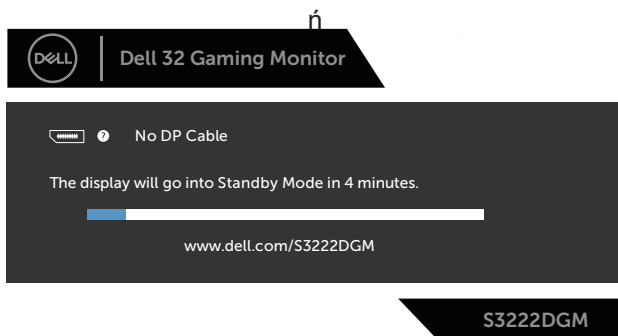 ń
DELL
Dell 32 Gaming Monitor
? No DP Cable
The display will go into Standby Mode in 4 minutes.
www.dell.com/S3222DGM
S3222DGM